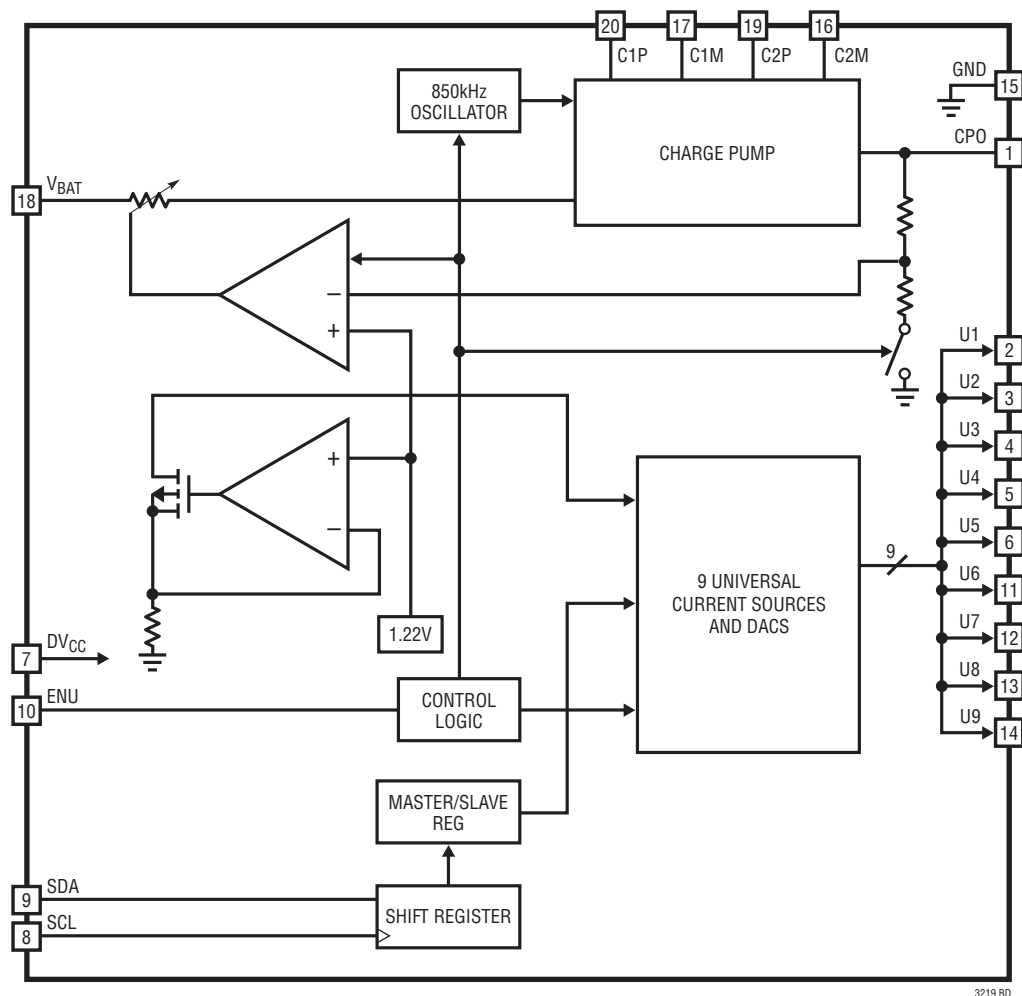 20 17 19 16
C1P C1M C2P C2M
GND
15
850kHz
OSCILLATOR
CHARGE PUMP
CPO
1
VBAT
18
–
+
U1
2
U2
3
+
U3
4
U4
5
–
U5
6
9
9 UNIVERSAL
CURRENT SOURCES
AND DACS
U6
11
1.22V
U7
12
DVCC
7
U8
13
ENU
10
CONTROL
LOGIC
U9
14
MASTER/SLAVE
REG
SDA
9
SHIFT REGISTER
SCL
8
3219 BD